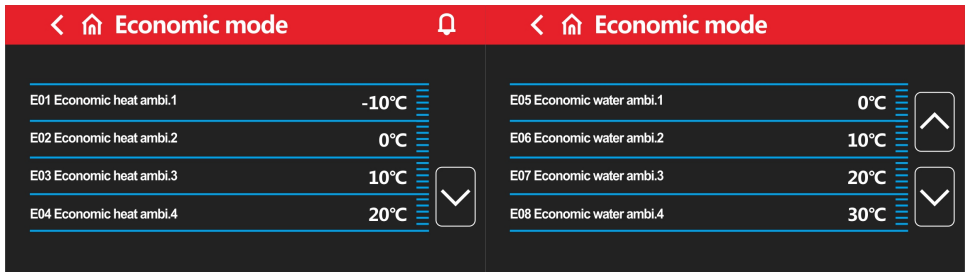 Economic mode
E01 Economic heat ambi.1 -10℃
E02 Economic heat ambi.2 0℃
E03 Economic heat ambi.3 10℃
E04 Economic heat ambi.4 20℃
Economic mode
E05 Economic water ambi.1 0℃
E06 Economic water ambi.2 10℃
E07 Economic water ambi.3 20℃
E08 Economic water ambi.4 30℃